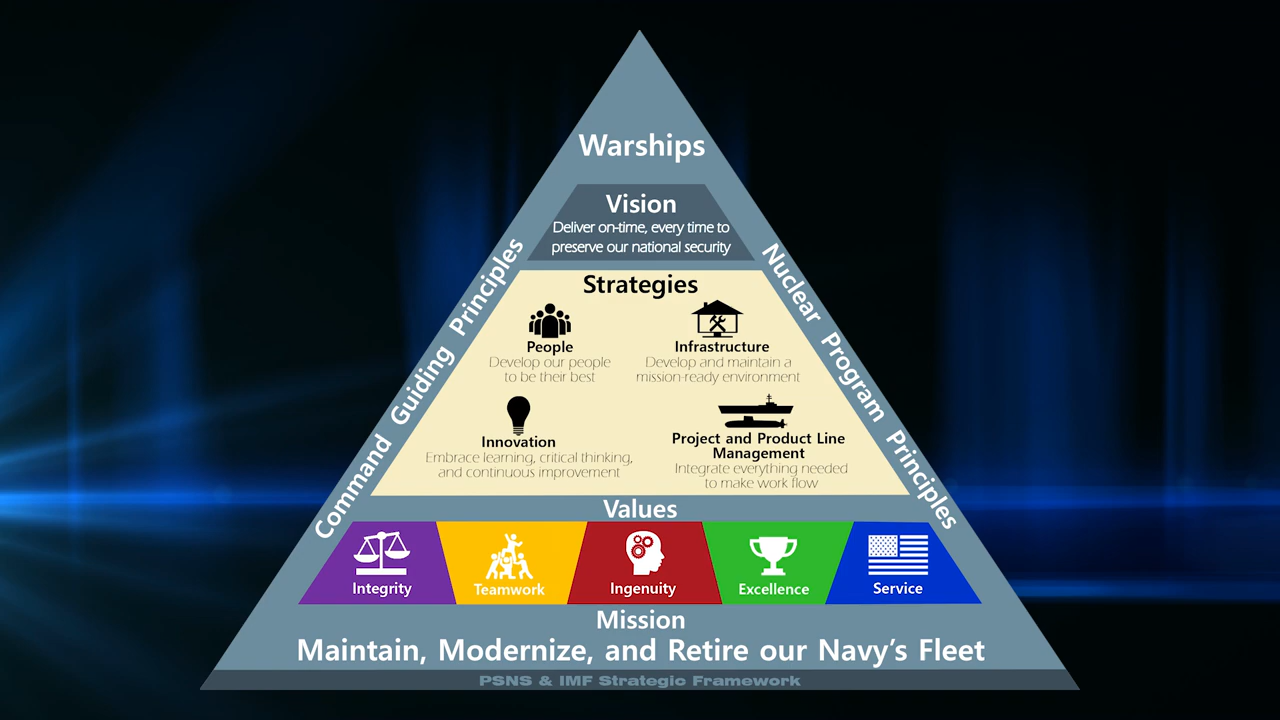 Warships
Vision
Deliver on-time, every time to
preserve our national security
Command Guiding Principles
Nuclear Program Principles
Strategies
People
Develop our people
to be their best
Infrastructure
Develop and maintain a
mission-ready environment
Innovation
Embrace learning, critical thinking,
and continuous improvement
Project and Product Line
Management
Integrate everything needed
to make work flow
Values
Integrity
Teamwork
Ingenuity
Excellence
Service
Mission
Maintain, Modernize, and Retire our Navy’s Fleet
PSNS & IMF Strategic Framework